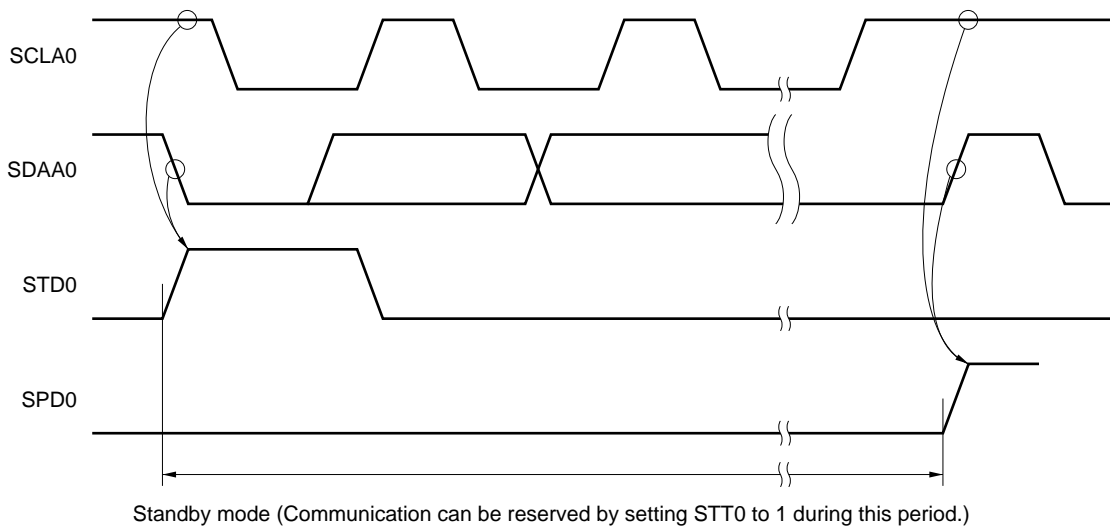 SCLA0
SDAA0
STD0
SPD0
Standby mode (Communication can be reserved by setting STT0 to 1 during this period.)